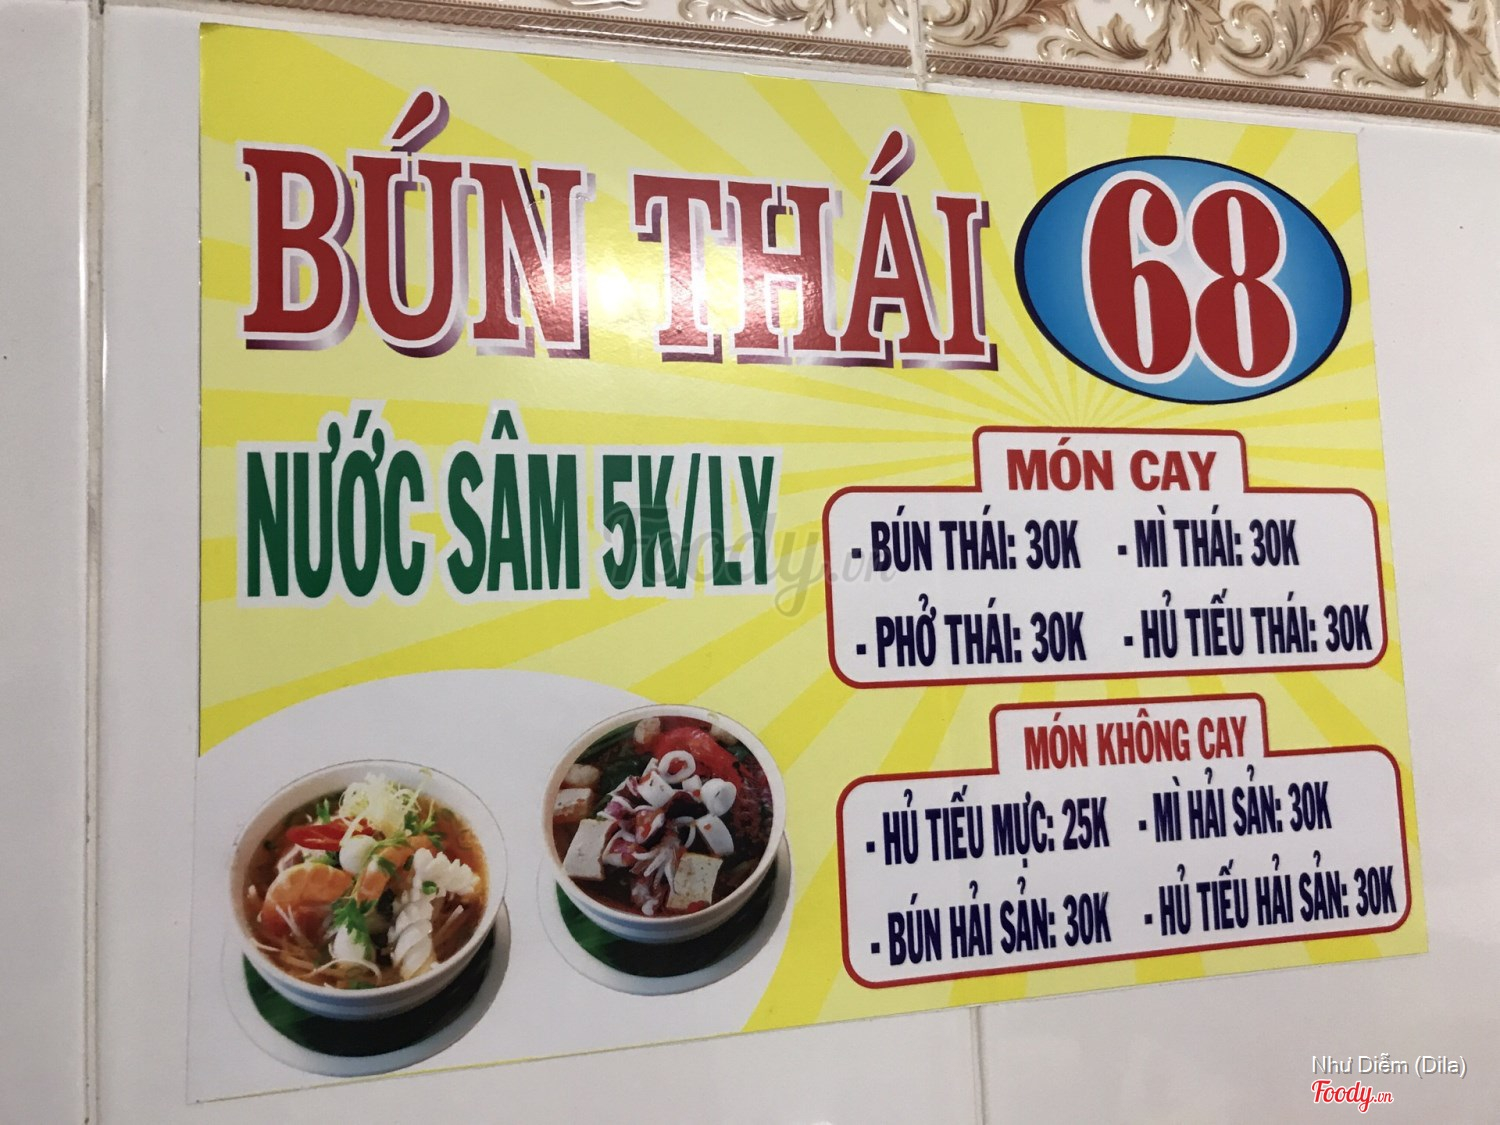 BÚN THÁI 68
NƯỚC SÂM 5K/LY
MÓN CAY
- BÚN THÁI: 30K - MÌ THÁI: 30K
- PHỞ THÁI: 30K - HỦ TIẾU THÁI: 30K
MÓN KHÔNG CAY
- HỦ TIẾU MỰC: 25K - MÌ HẢI SẢN: 30K
- BÚN HẢI SẢN: 30K - HỦ TIẾU HẢI SẢN: 30K
Foody.vn
Như Diễm (Dila)
Foody.vn